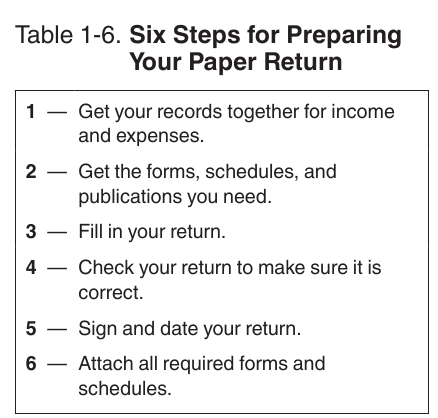 Table 1-6. Six Steps for Preparing
Your Paper Return
1 — Get your records together for income
and expenses.
2 — Get the forms, schedules, and
publications you need.
3 — Fill in your return.
4 — Check your return to make sure it is
correct.
5 — Sign and date your return.
6 — Attach all required forms and
schedules.